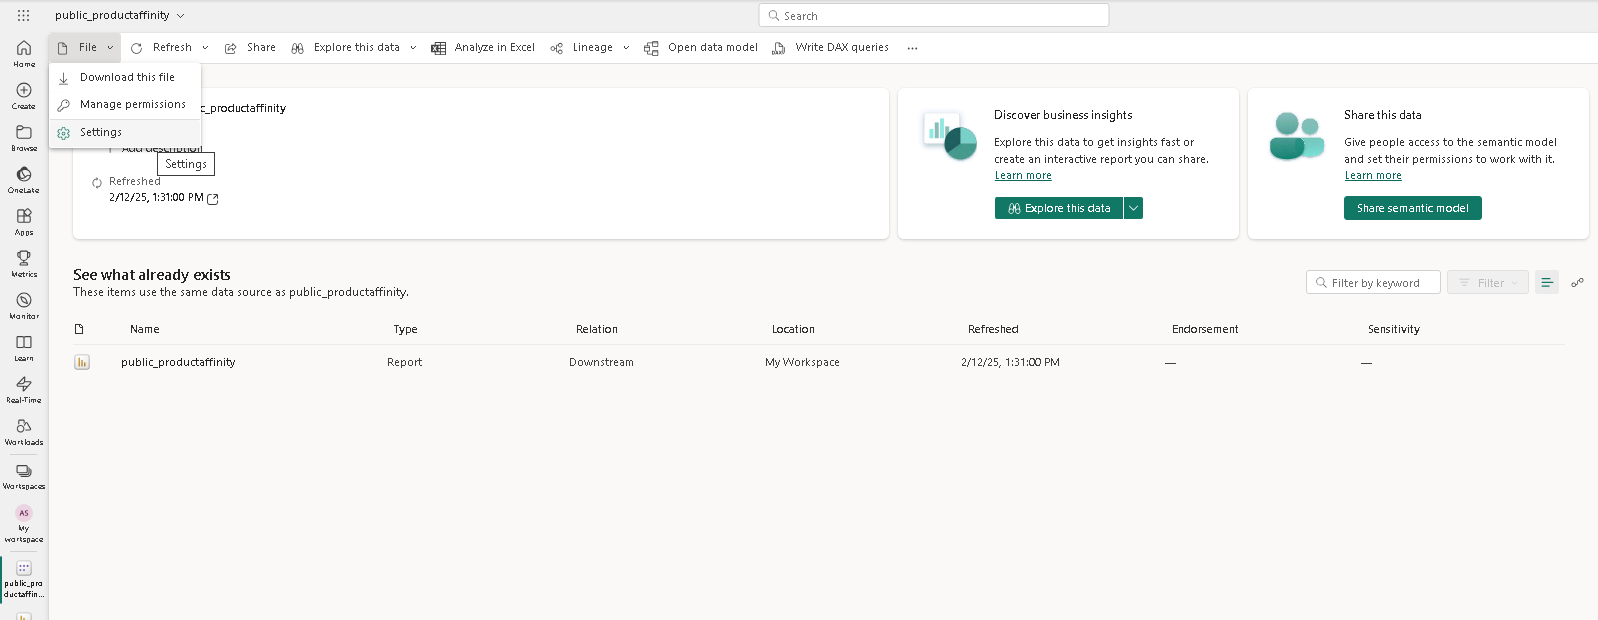 public_productaffinity
Search
File
Refresh
Share
Explore this data
Analyze in Excel
Lineage
Open data model
Write DAX queries
Home
Create
Browse
OneLake
Apps
Metrics
Monitor
Learn
Real-Time
Workloads
Workspaces
AS
My
workspace
public_pro
ductaffin...
Download this file
Manage permissions
Settings
c_productaffinity
Add description
Settings
Refreshed
2/12/25, 1:31:00 PM
Discover business insights
Explore this data to get insights fast or
create an interactive report you can share.
Learn more
Explore this data
Share this data
Give people access to the semantic model
and set their permissions to work with it.
Learn more
Share semantic model
See what already exists
These items use the same data source as public_productaffinity.
Filter by keyword
Filter
Name Type Relation Location Refreshed Endorsement Sensitivity
public_productaffinity Report Downstream My Workspace 2/12/25, 1:31:00 PM — —